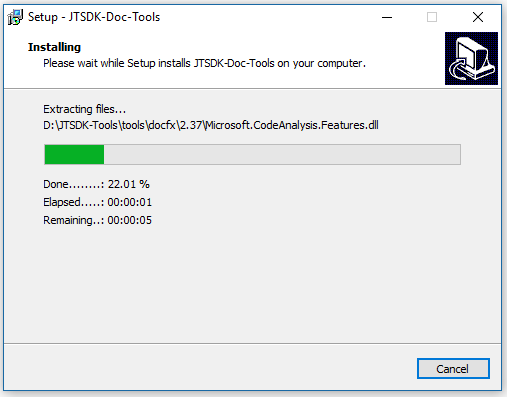 Setup - JTSDK-Doc-Tools
Installing
Please wait while Setup installs JTSDK-Doc-Tools on your computer.
Extracting files...
D:\JTSDK-Tools\tools\docfx\2.37\Microsoft.CodeAnalysis.Features.dll
Done........: 22.01 %
Elapsed.....: 00:00:01
Remaining..: 00:00:05
Cancel